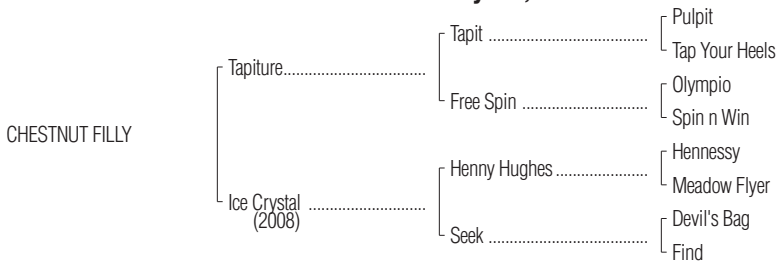 Pulpit
Tapit ................................................
Tap Your Heels
Tapiture...................................
Olympio
Free Spin ......................................
Spin n Win
CHESTNUT FILLY
Hennessy
Henny Hughes ............................
Meadow Flyer
Ice Crystal .............................
(2008)
Devil's Bag
Seek ................................................
Find